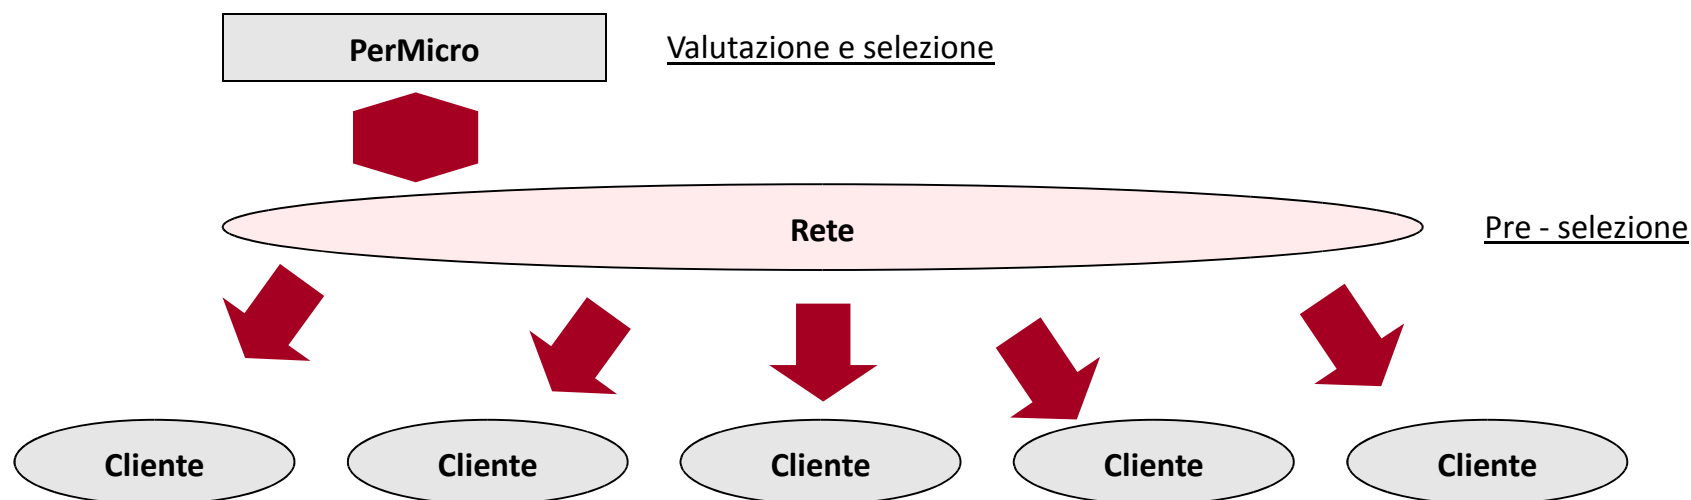 PerMicro
Valutazione e selezione
Rete
Pre - selezione
Cliente
Cliente
Cliente
Cliente
Cliente